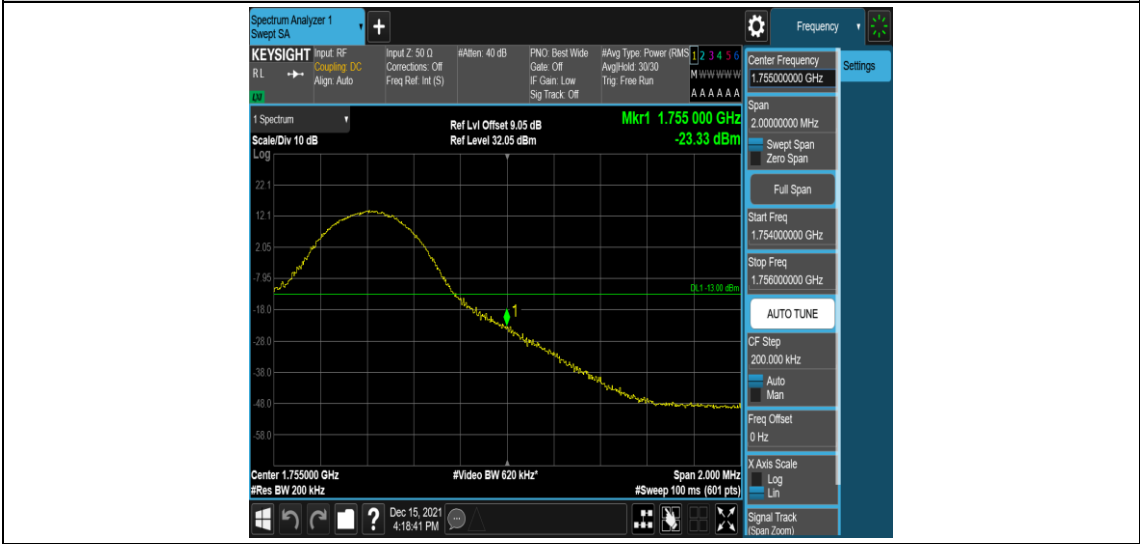 Spectrum Analyzer 1
Swept SA
+
Frequency
KEYSIGHT
RL
Input: RF
Coupling: DC
Align: Auto
Input Z: 50 Ω
Corrections: Off
Freq Ref: Int (S)
#Atten: 40 dB
PNO: Best Wide
Gate: Off
IF Gain: Low
Sig Track: Off
#Avg Type: Power (RMS
Avg|Hold: 30/30
Trig: Free Run
1 2 3 4 5 6
M W W W W W
A A A A A A
1 Spectrum
Scale/Div 10 dB
Log
Ref Lvl Offset 9.05 dB
Ref Level 32.05 dBm
Mkr1 1.755 000 GHz
-23.33 dBm
22.1
12.1
2.05
-7.95
-18.0
-28.0
-38.0
-48.0
-58.0
DL1 -13.00 dBm
1
Center 1.755000 GHz
#Res BW 200 kHz
#Video BW 620 kHz*
Span 2.000 MHz
#Sweep 100 ms (601 pts)
Dec 15, 2021
4:18:41 PM
Center Frequency
1.755000000 GHz
Span
2.00000000 MHz
Swept Span
Zero Span
Full Span
Start Freq
1.754000000 GHz
Stop Freq
1.756000000 GHz
AUTO TUNE
CF Step
200.000 kHz
Auto
Man
Freq Offset
0 Hz
X Axis Scale
Log
Lin
Signal Track
(Span Zoom)
Settings